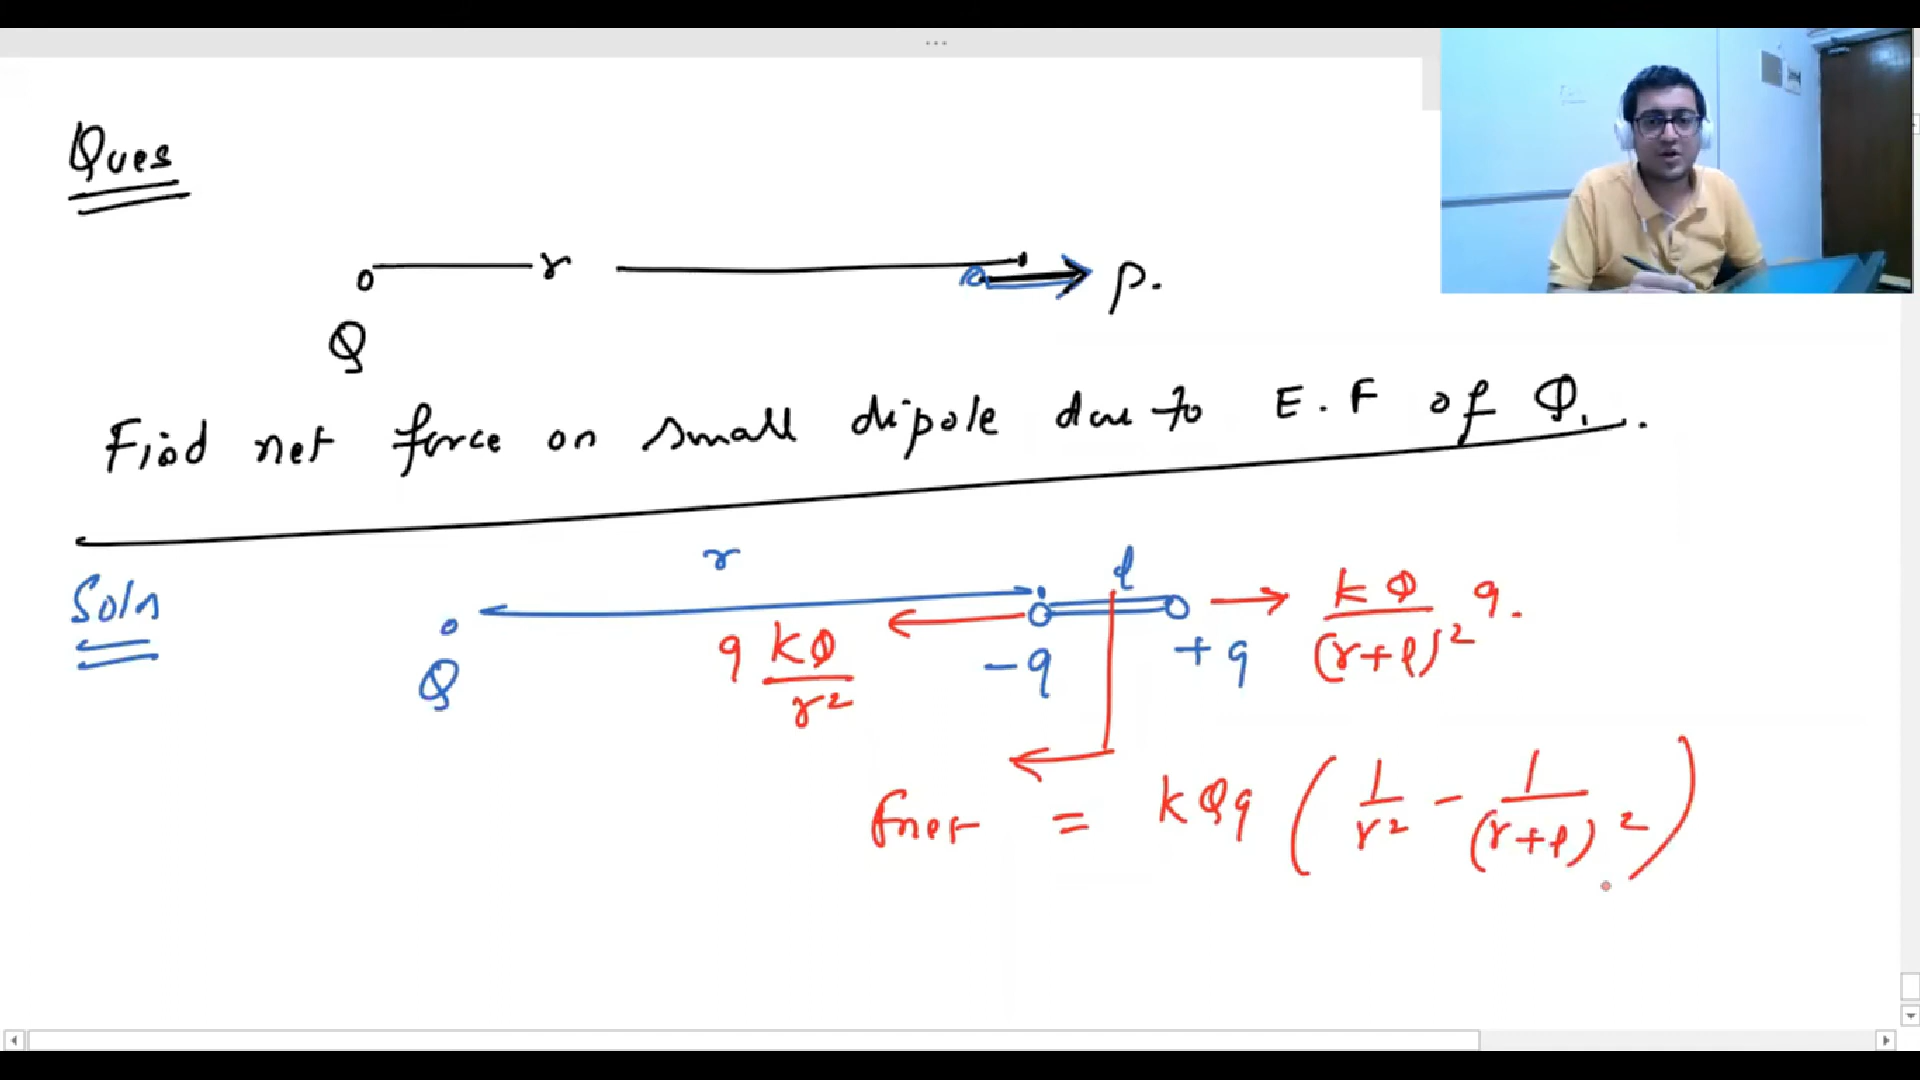 Ques
r
p.
Q
Find net force on small dipole due to E.F of Q.
Soln
r
l
Q
q kQ/r²
-q
+q
kQ/(r+l)² q.
Fnet = kQq (1/r² - 1/(r+l)²)